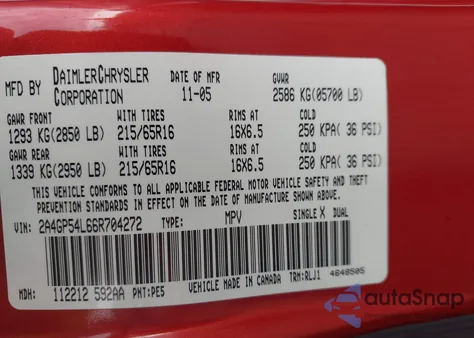 MFD BY DAIMLERCHRYSLER CORPORATION DATE OF MFR 11-05 GVWR 2586 KG(05700 LB)
GAWR FRONT WITH TIRES RIMS AT COLD
1293 KG(2850 LB) 215/65R16 16X6.5 250 KPA( 36 PSI)
GAWR REAR WITH TIRES RIMS AT COLD
1339 KG(2950 LB) 215/65R16 16X6.5 250 KPA( 36 PSI)
THIS VEHICLE CONFORMS TO ALL APPLICABLE FEDERAL MOTOR VEHICLE SAFETY AND THEFT
PREVENTION STANDARDS IN EFFECT ON THE DATE OF MANUFACTURE SHOWN ABOVE.
VIN: 2A4GP54L66R704272 TYPE: MPV SINGLE X DUAL
MDH: 112212 592AA PNT:PE5 VEHICLE MADE IN CANADA TRM:RLJ1 4648505
autoSnap